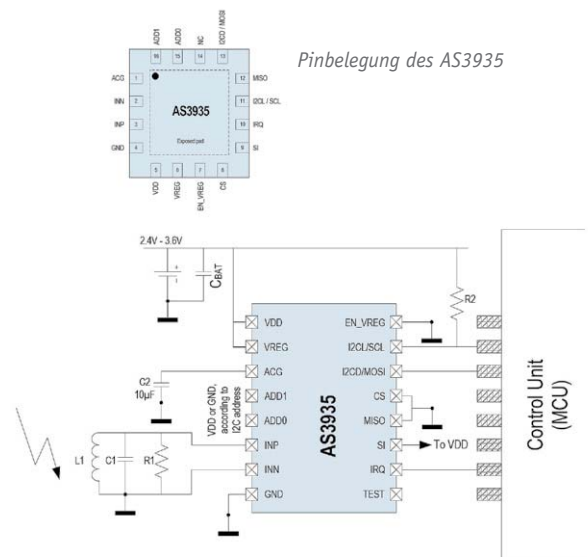 Pinbelegung des AS3935
ADD1
ADD0
NC
I2CD / MOSI
16
15
14
13
ACG 1
12 MISO
INN 2
11 I2CL / SCL
INP 3
10 IRQ
GND 4
9 SI
AS3935
Exposed pad
5
6
7
8
VDD
VREG
EN_VREG
CS
2.4V - 3.6V
CBAT
R2
VDD
EN_VREG
VREG
I2CL/SCL
ACG
I2CD/MOSI
ADD1
CS
ADD0
MISO
INP
SI
To VDD
INN
IRQ
GND
TEST
AS3935
C2
10µF
VDD or GND,
according to
I2C address
L1
C1
R1
Control Unit
(MCU)